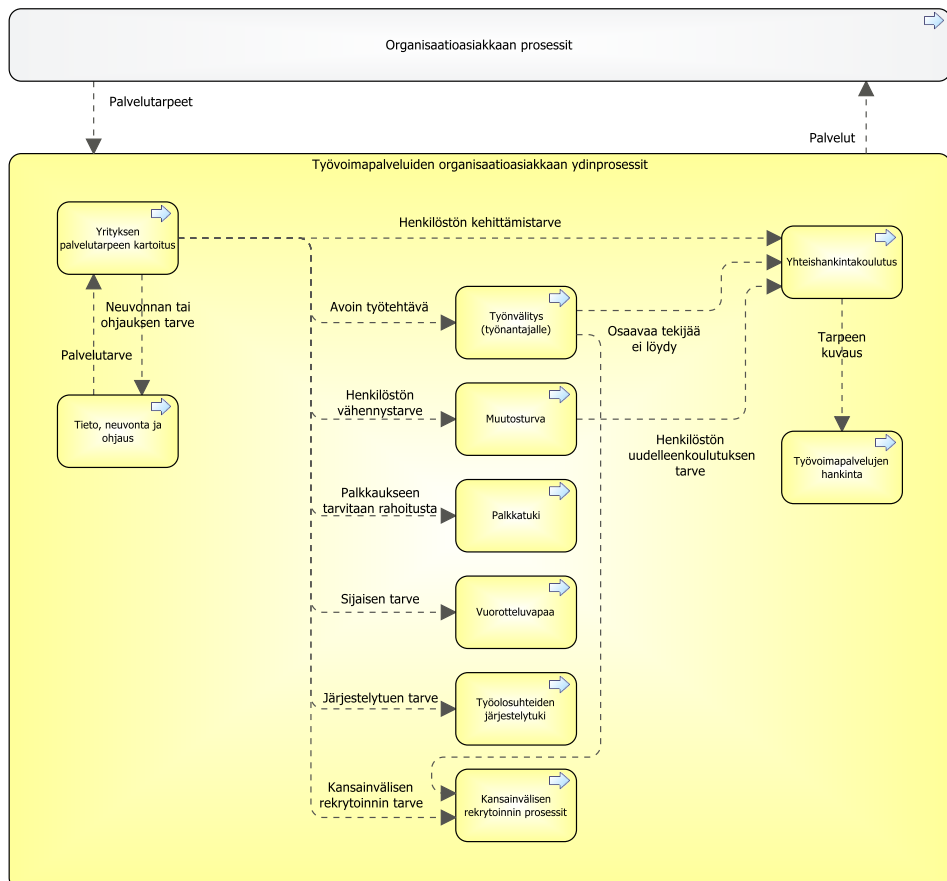 Organisaatioasiakkaan prosessit
Palvelutarpeet
Palvelut
Työvoimapalveluiden organisaatioasiakkaan ydinprosessit
Yrityksen
palvelutarpeen kartoitus
Henkilöstön kehittämistarve
Yhteishankintakoulutus
Neuvonnan tai
ohjauksen tarve
Avoin työtehtävä
Työnvälitys
(työnantajalle)
Osaavaa tekijää
ei löydy
Tarpeen
kuvaus
Palvelutarve
Tieto, neuvonta ja
ohjaus
Henkilöstön
vähennystarve
Muutosturva
Henkilöstön
uudelleenkoulutuksen
tarve
Työvoimapalvelujen
hankinta
Palkkaukseen
tarvitaan rahoitusta
Palkkatuki
Sijaisen tarve
Vuorotteluvapaa
Järjestelytuen tarve
Työolosuhteiden
järjestelytuki
Kansainvälisen
rekrytoinnin tarve
Kansainvälisen
rekrytoinnin prosessit